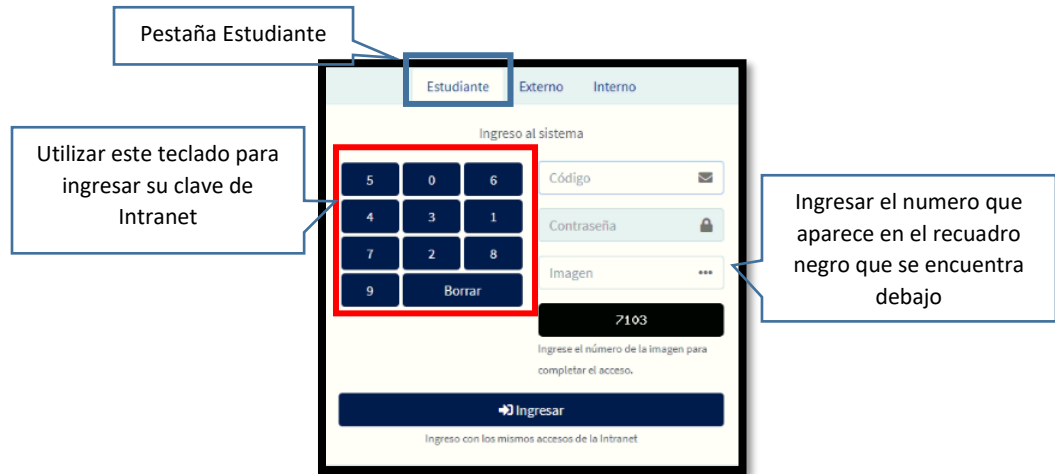 Pestaña Estudiante
Estudiante Externo Interno
Ingreso al sistema
Utilizar este teclado para
ingresar su clave de
Intranet
5 0 6
4 3 1
7 2 8
9 Borrar
Código
Contraseña
Imagen
7103
Ingrese el número de la imagen para
completar el acceso.
Ingresar el numero que
aparece en el recuadro
negro que se encuentra
debajo
Ingresar
Ingreso con los mismos accesos de la Intranet